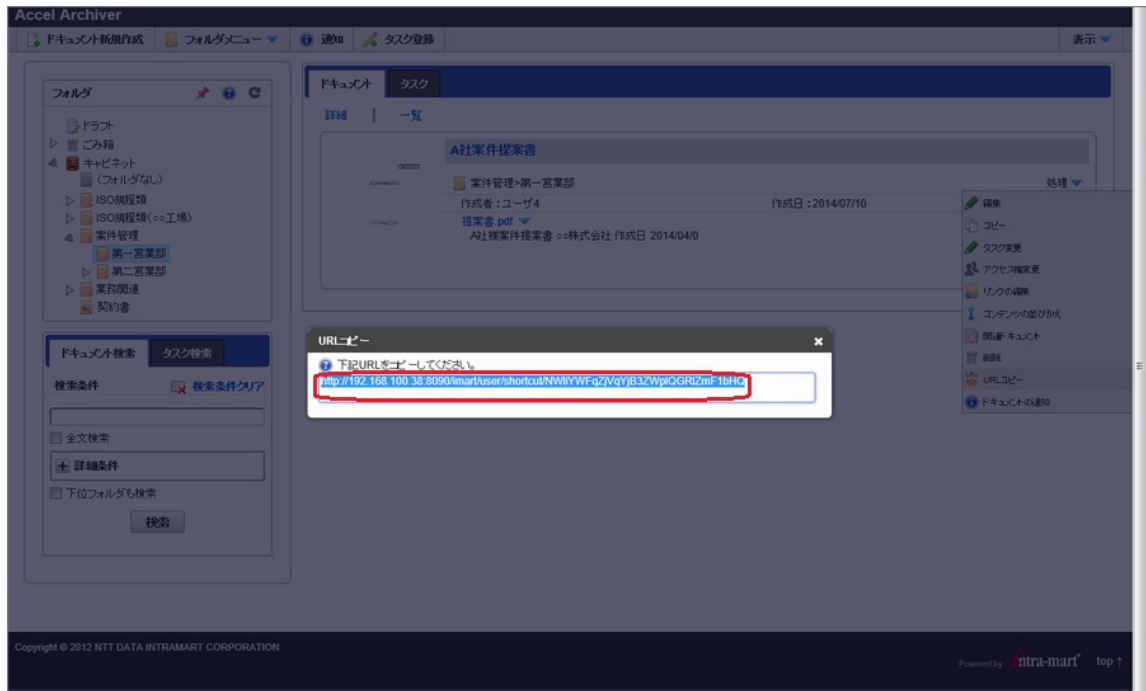 Accel Archiver
ドキュメント新規作成 フォルダメニュー 通知 タスク登録 表示
フォルダ
ドラフト
ごみ箱
キャビネット
(フォルダなし)
ISO規程類
ISO規程類(○○工場)
案件管理
第一営業部
第二営業部
業務関連
契約書
ドキュメント検索 タスク検索
検索条件 検索条件クリア
全文検索
詳細条件
下位フォルダも検索
検索
ドキュメント タスク
詳細 | 一覧
A社案件提案書
案件管理>第一営業部 処理
作成者:ユーザ4 作成日:2014/07/10
提案書.pdf
A社様案件提案書 ○○株式会社 作成日 2014/04/0
編集
コピー
タスク変更
アクセス権変更
リンクの編集
コンテンツの並びかえ
関連ドキュメント
削除
URLコピー
ドキュメントの通知
URLコピー
下記URLをコピーしてください。
http://192.168.100.38:8090/imart/user/shortcut/NWliYWFqZjVqYjB3ZWplQGRlZmF1bHQ
Copyright © 2012 NTT DATA INTRAMART CORPORATION
Powered by intra-mart top ↑